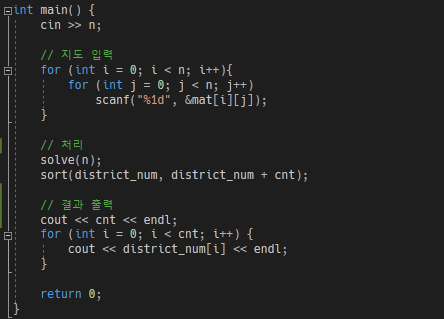 int main() {
cin >> n;
// 지도 입력
for (int i = 0; i < n; i++){
for (int j = 0; j < n; j++)
scanf("%1d", &mat[i][j]);
}
// 처리
solve(n);
sort(district_num, district_num + cnt);
// 결과 출력
cout << cnt << endl;
for (int i = 0; i < cnt; i++) {
cout << district_num[i] << endl;
}
return 0;
}